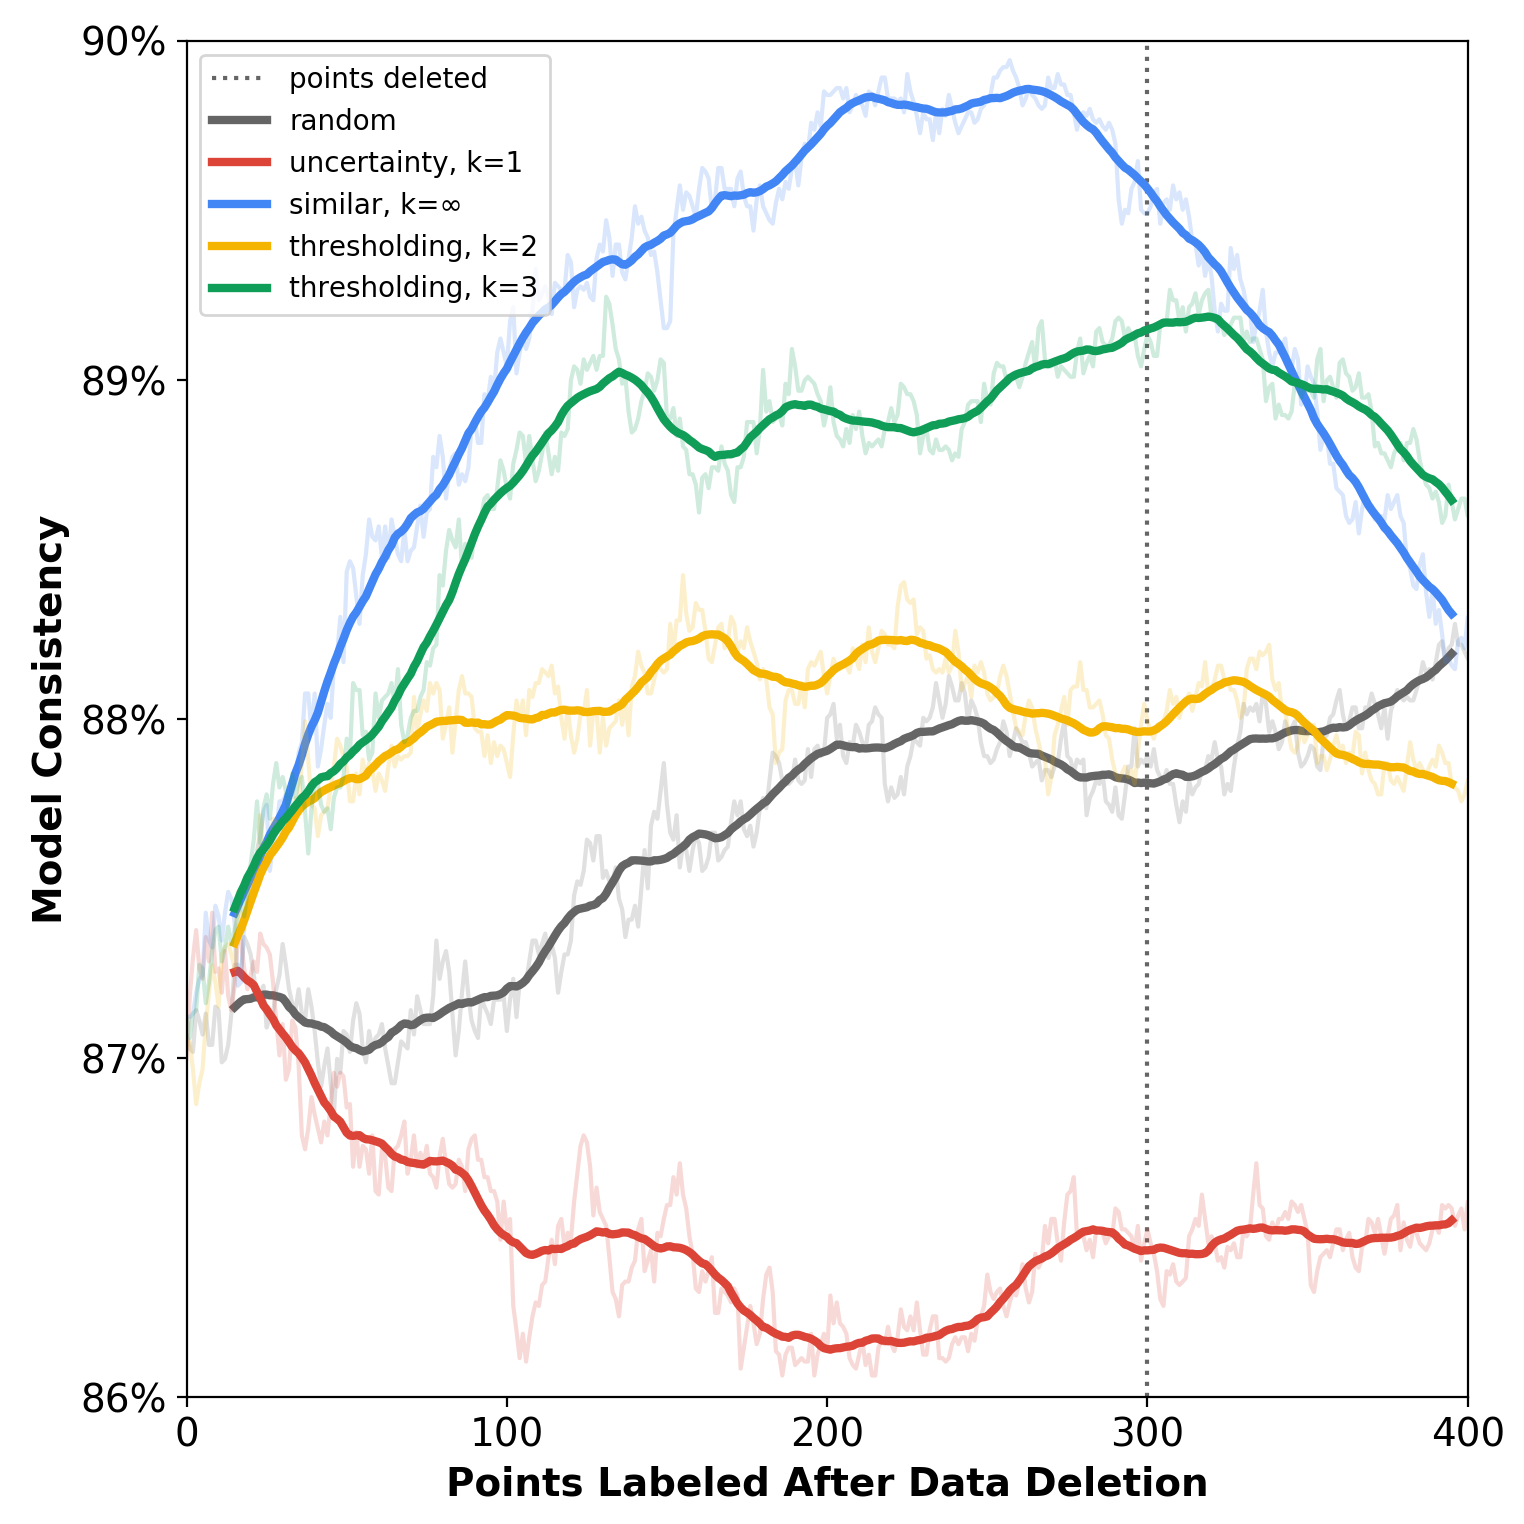 90%
89%
88%
87%
86%
Model Consistency
points deleted
random
uncertainty, k=1
similar, k=∞
thresholding, k=2
thresholding, k=3
0 100 200 300 400
Points Labeled After Data Deletion